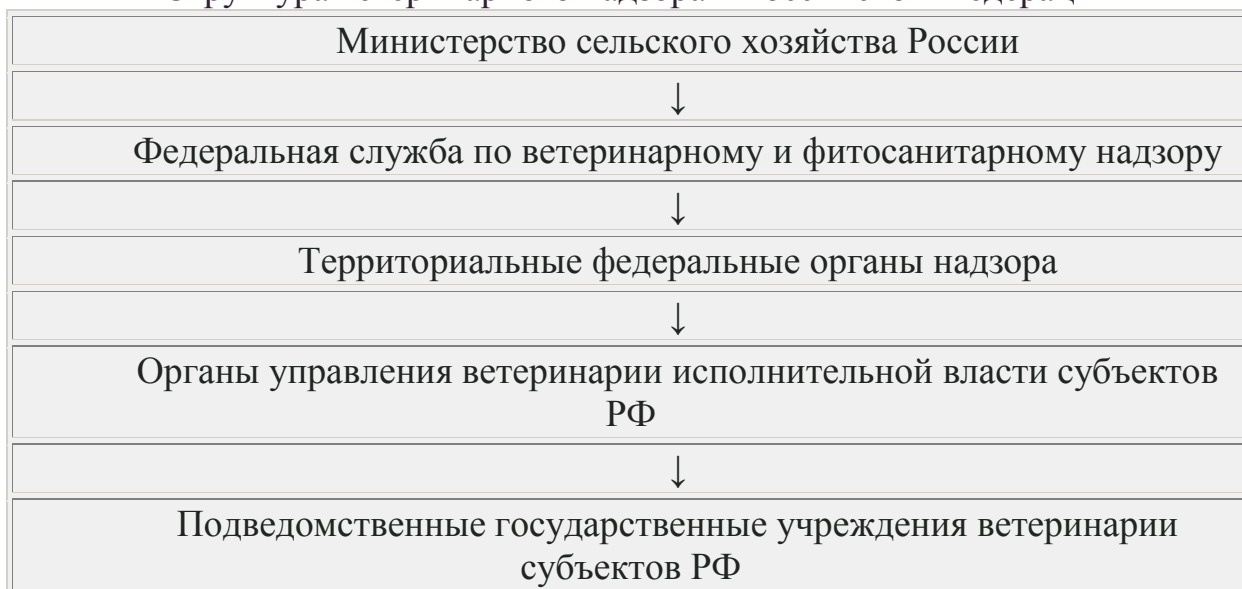 Министерство сельского хозяйства России
↓
Федеральная служба по ветеринарному и фитосанитарному надзору
↓
Территориальные федеральные органы надзора
↓
Органы управления ветеринарии исполнительной власти субъектов
РФ
↓
Подведомственные государственные учреждения ветеринарии
субъектов РФ